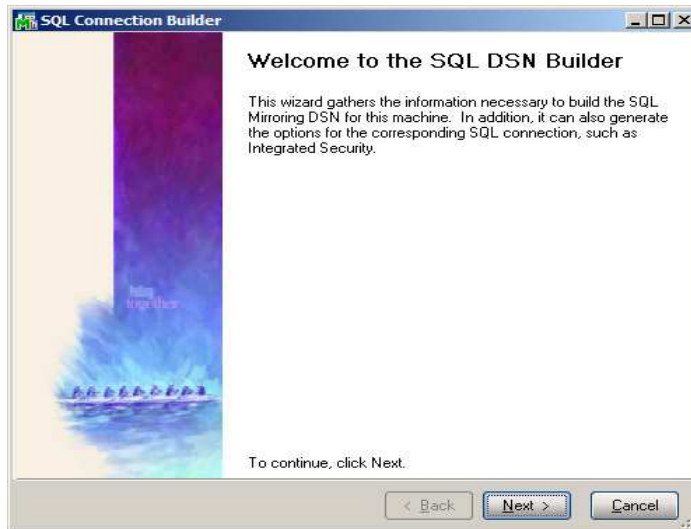 SQL Connection Builder
Welcome to the SQL DSN Builder
This wizard gathers the information necessary to build the SQL
Mirroring DSN for this machine. In addition, it can also generate
the options for the corresponding SQL connection, such as
Integrated Security.
together
To continue, click Next.
< Back
Next >
Cancel